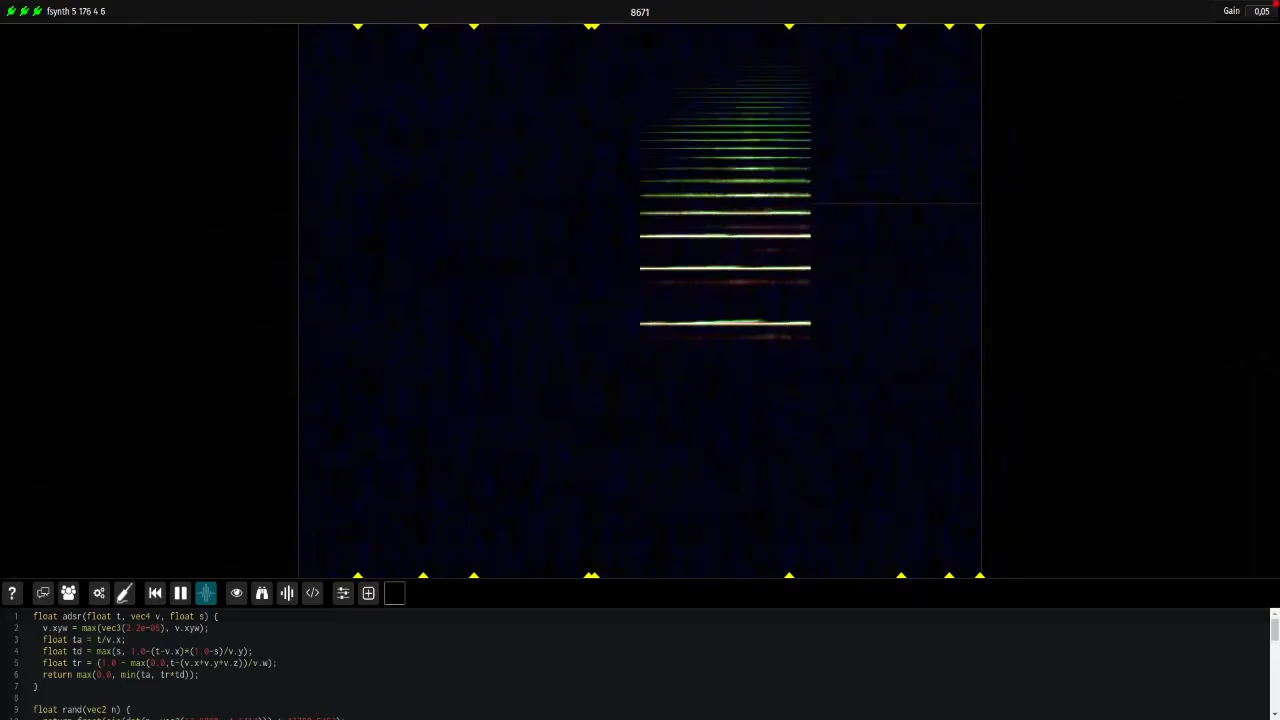 fsynth 5 176 4 6
8671
Gain 0,05
?
1 float adsr(float t, vec4 v, float s) {
2 v.xyw = max(vec3(2.2e-05), v.xyw);
3 float ta = t/v.x;
4 float td = max(s, 1.0-(t-v.x)*(1.0-s)/v.y);
5 float tr = (1.0 - max(0.0,t-(v.x+v.y+v.z))/v.w);
6 return max(0.0, min(ta, tr*td));
7 }
8
9 float rand(vec2 n) {